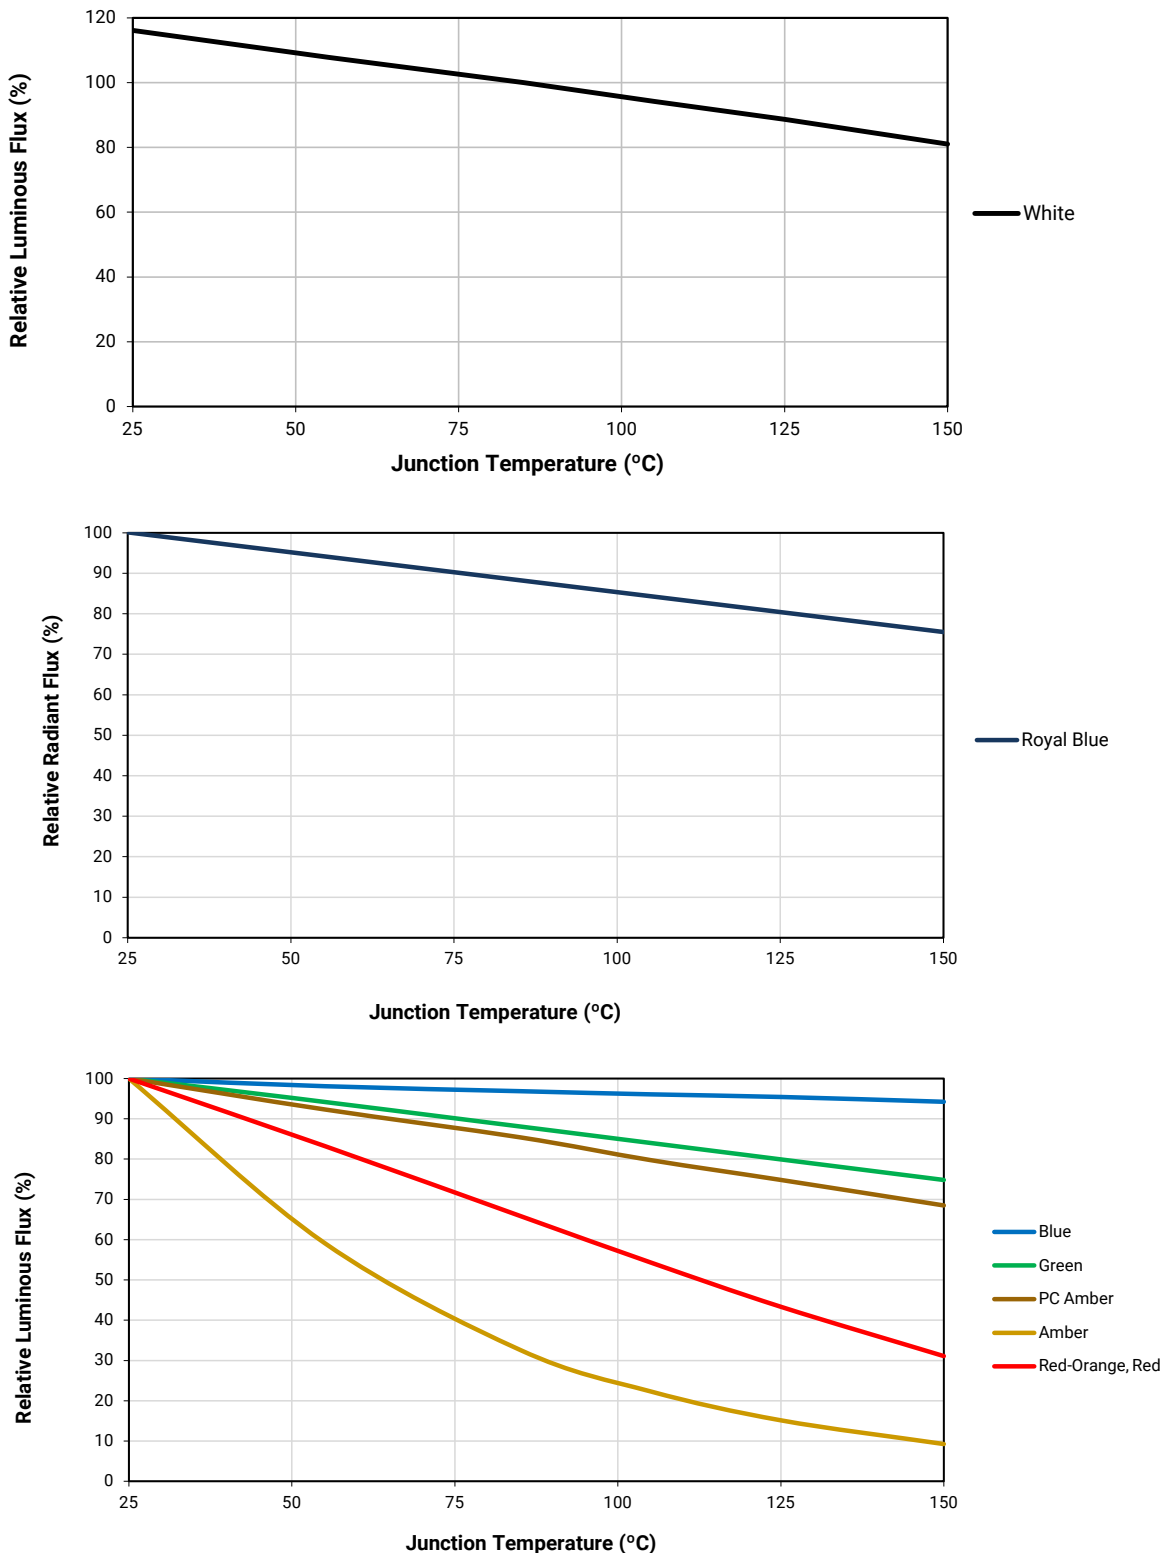 120
100
80
60
40
20
0
Relative Luminous Flux (%)
25 50 75 100 125 150
Junction Temperature (ºC)
White
100
90
80
70
60
50
40
30
20
10
0
Relative Radiant Flux (%)
25 50 75 100 125 150
Junction Temperature (ºC)
Royal Blue
100
90
80
70
60
50
40
30
20
10
0
Relative Luminous Flux (%)
25 50 75 100 125 150
Junction Temperature (ºC)
Blue
Green
PC Amber
Amber
Red-Orange, Red